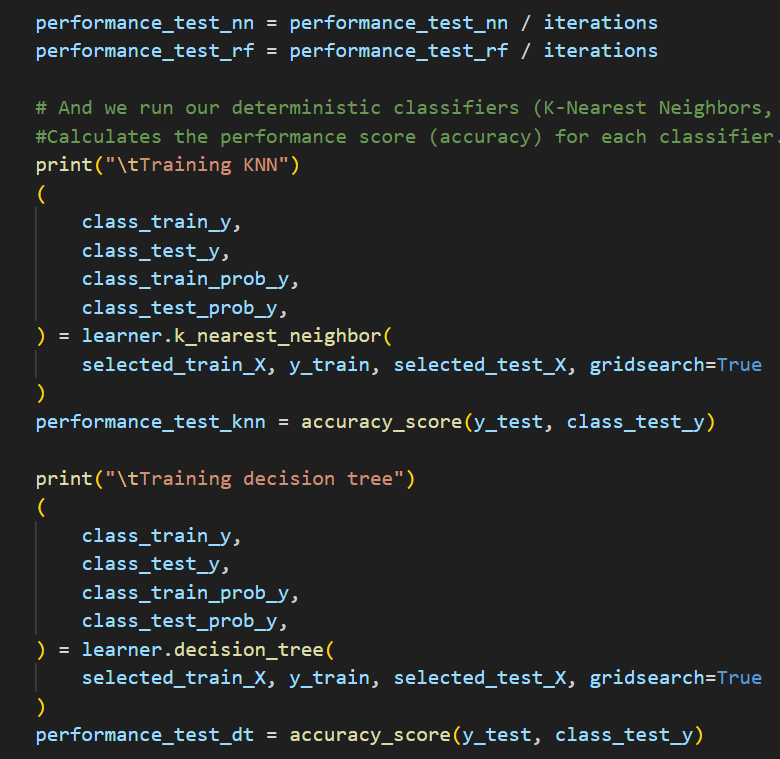 performance_test_nn = performance_test_nn / iterations
performance_test_rf = performance_test_rf / iterations
# And we run our deterministic classifiers (K-Nearest Neighbors,
#Calculates the performance score (accuracy) for each classifier.
print("\tTraining KNN")
(
    class_train_y,
    class_test_y,
    class_train_prob_y,
    class_test_prob_y,
) = learner.k_nearest_neighbor(
    selected_train_X, y_train, selected_test_X, gridsearch=True
)
performance_test_knn = accuracy_score(y_test, class_test_y)
print("\tTraining decision tree")
(
    class_train_y,
    class_test_y,
    class_train_prob_y,
    class_test_prob_y,
) = learner.decision_tree(
    selected_train_X, y_train, selected_test_X, gridsearch=True
)
performance_test_dt = accuracy_score(y_test, class_test_y)